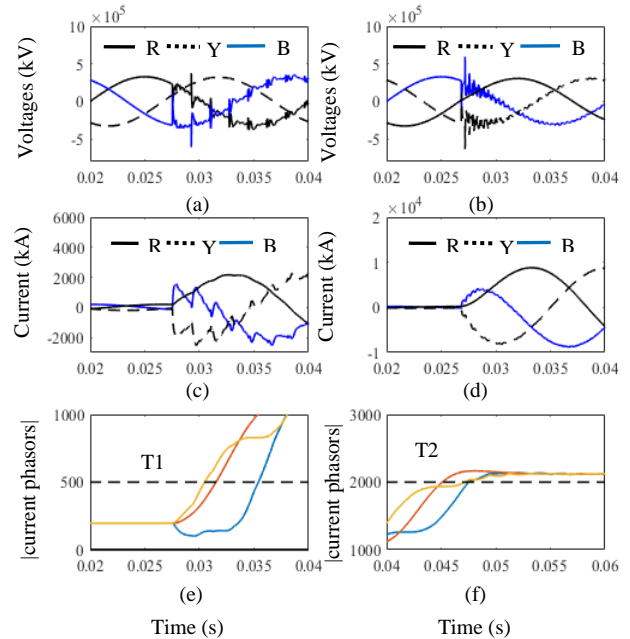 ×10^5 ×10^5
10 10
R Y B R Y B
5 5
0 0
-5 -5
Voltages (kV) Voltages (kV)
0.02 0.025 0.03 0.035 0.04 0.02 0.025 0.03 0.035 0.04
(a) (b)
×10^4
6000 2
R Y B R Y B
4000 1
2000
0 0
-2000 -1
Current (kA) Current (kA)
0.02 0.025 0.03 0.035 0.04 0.02 0.025 0.03 0.035 0.04
(c) (d)
1000 3000
T1 T2
500 2000
0 1000
|current phasors| |current phasors|
0.02 0.025 0.03 0.035 0.04 0.04 0.045 0.05 0.055 0.06
(e) (f)
Time (s) Time (s)